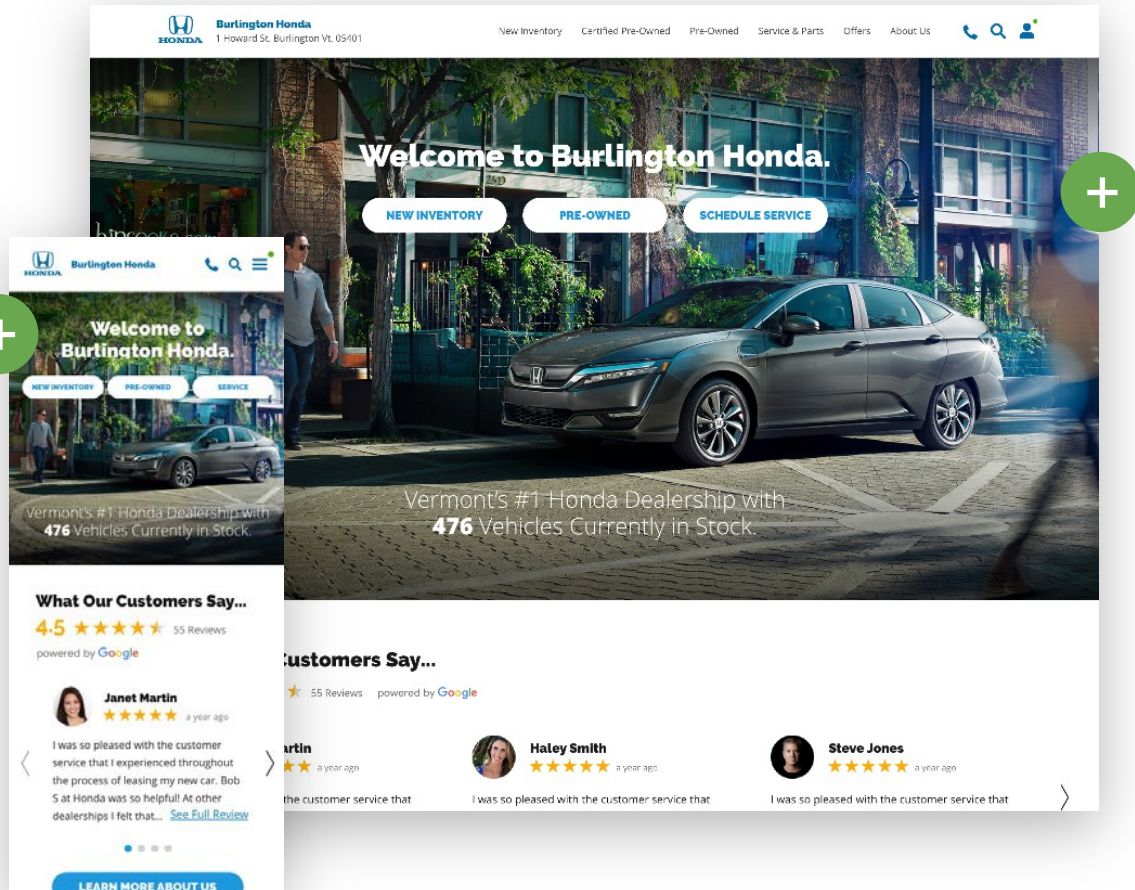 HONDA
Burlington Honda
1 Howard St. Burlington Vt, 05401
New Inventory Certified Pre-Owned Pre-Owned Service & Parts Offers About Us
Welcome to Burlington Honda.
NEW INVENTORY PRE-OWNED SCHEDULE SERVICE
Vermont's #1 Honda Dealership with
476 Vehicles Currently in Stock.
Customers Say...
55 Reviews powered by Google
artin
a year ago
the customer service that
Haley Smith
a year ago
I was so pleased with the customer service that
Steve Jones
a year ago
I was so pleased with the customer service that
HONDA
Burlington Honda
Welcome to
Burlington Honda.
NEW INVENTORY PRE-OWNED SERVICE
Vermont's #1 Honda Dealership with
476 Vehicles Currently in Stock.
What Our Customers Say...
4.5 55 Reviews
powered by Google
Janet Martin
a year ago
I was so pleased with the customer
service that I experienced throughout
the process of leasing my new car. Bob
S at Honda was so helpful! At other
dealerships I felt that... See Full Review
LEARN MORE ABOUT US